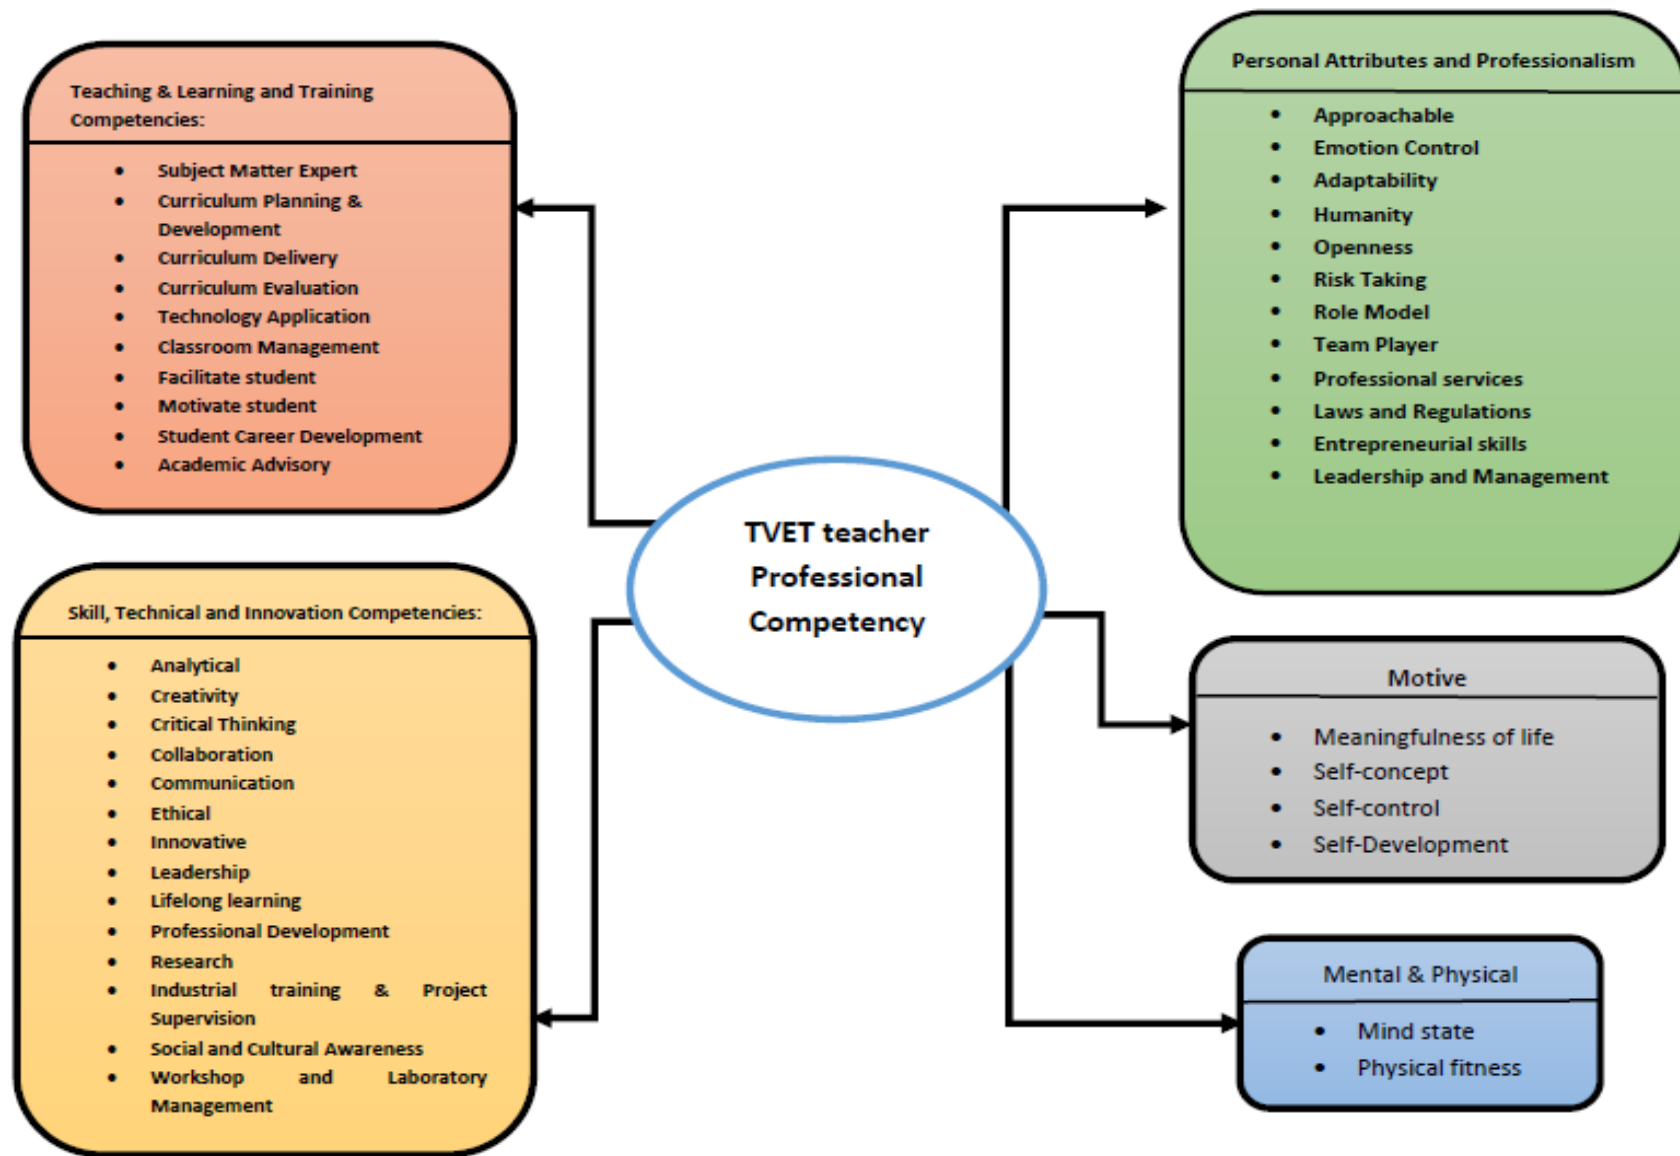 Teaching & Learning and Training
Competencies:
• Subject Matter Expert
• Curriculum Planning &
Development
• Curriculum Delivery
• Curriculum Evaluation
• Technology Application
• Classroom Management
• Facilitate student
• Motivate student
• Student Career Development
• Academic Advisory
Skill, Technical and Innovation Competencies:
• Analytical
• Creativity
• Critical Thinking
• Collaboration
• Communication
• Ethical
• Innovative
• Leadership
• Lifelong learning
• Professional Development
• Research
• Industrial training & Project
Supervision
• Social and Cultural Awareness
• Workshop and Laboratory
Management
TVET teacher
Professional
Competency
Personal Attributes and Professionalism
• Approachable
• Emotion Control
• Adaptability
• Humanity
• Openness
• Risk Taking
• Role Model
• Team Player
• Professional services
• Laws and Regulations
• Entrepreneurial skills
• Leadership and Management
Motive
• Meaningfulness of life
• Self-concept
• Self-control
• Self-Development
Mental & Physical
• Mind state
• Physical fitness